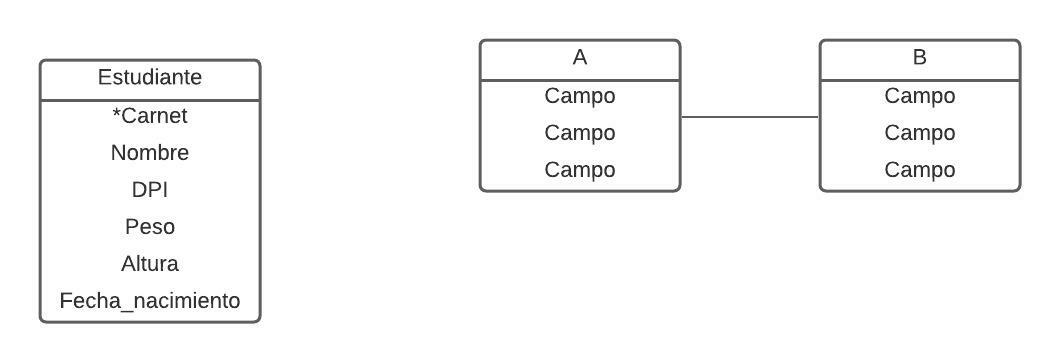 Estudiante
*Carnet
Nombre
DPI
Peso
Altura
Fecha_nacimiento
A
Campo
Campo
Campo
B
Campo
Campo
Campo